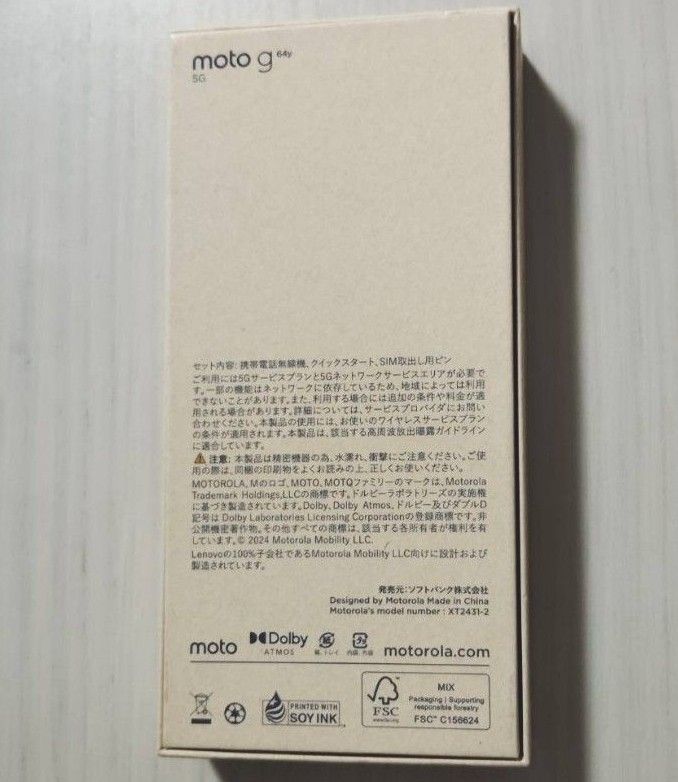 moto g 64y
5G
セット内容: 携帯電話無線機、クイックスタート、SIM取出し用ピン
ご利用には5Gサービスプランと5Gネットワークサービスエリアが必要で
す。一部の機能はネットワークに依存しているため、地域によっては利用
できないことがあります。また、利用する場合には追加の条件や料金が適
用される場合があります。詳細については、サービスプロバイダにお問い
合わせください。本製品の使用には、お使いのワイヤレスサービスプラン
の条件が適用されます。本製品は、該当する高周波放出曝露ガイドライン
に適合しています。
注意: 本製品は精密機器の為、水濡れ、衝撃にご注意ください。ご使
用の際は、同梱の印刷物をよくお読みの上、正しくお使いください。
MOTOROLA、Mのロゴ、MOTO、MOTOファミリーのマークは、Motorola
Trademark Holdings,LLCの商標です。ドルビーラボラトリーズの実施権
に基づき製造されています。Dolby、Dolby Atmos、ドルビー及びダブルD
記号は Dolby Laboratories Licensing Corporationの登録商標です。非
公開機密著作物。その他すべての商標は、該当する各所有者が権利を有
しています。© 2024 Motorola Mobility LLC.
Lenovoの100%子会社であるMotorola Mobility LLC向けに設計および
製造されています。
発売元:ソフトバンク株式会社
Designed by Motorola Made in China
Motorola's model number : XT2431-2
moto
Dolby
ATMOS
紙
プラ
箱、トレイ
内袋、外袋
motorola.com
PRINTED WITH
SOY INK
FSC
www.fsc.org
MIX
Packaging | Supporting
responsible forestry
FSC™ C156624